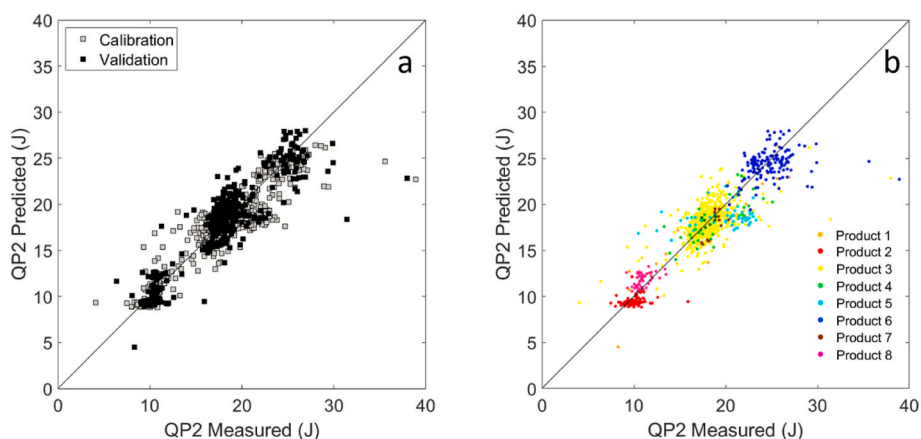 40
35
30
25
20
15
10
5
0
QP2 Predicted (J)
Calibration
Validation
a
0
10
20
30
40
QP2 Measured (J)
40
35
30
25
20
15
10
5
0
QP2 Predicted (J)
b
Product 1
Product 2
Product 3
Product 4
Product 5
Product 6
Product 7
Product 8
0
10
20
30
40
QP2 Measured (J)